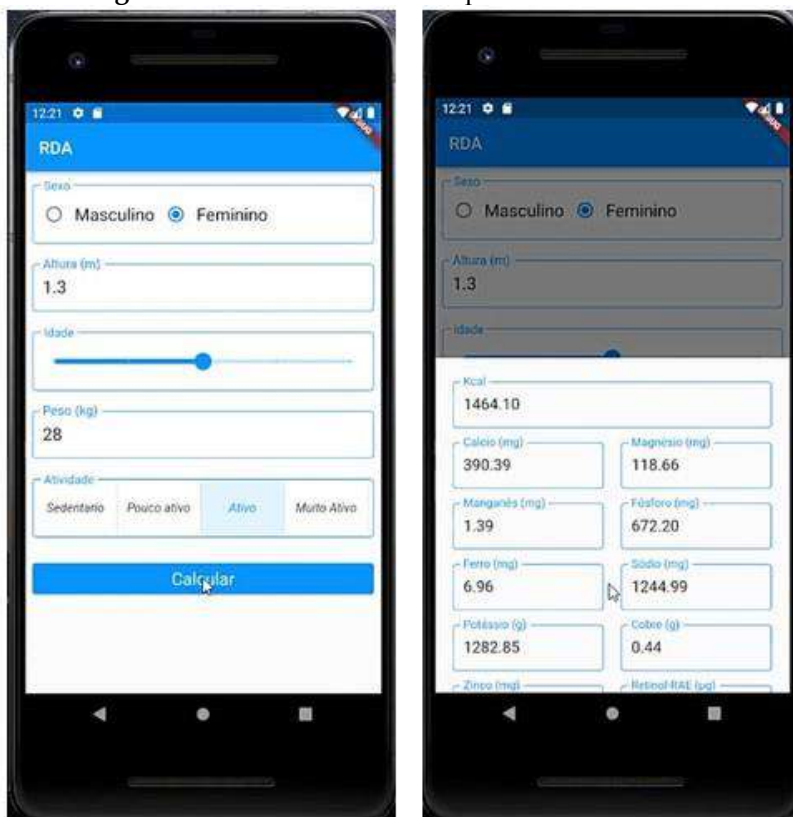 12:21
RDA
Sexo
Masculino Feminino
Altura (m)
1.3
Idade
Peso (kg)
28
Atividade
Sedentario Pouco ativo Ativo Muito Ativo
Calcular
12:21
RDA
Sexo
Masculino Feminino
Altura (m)
1.3
Idade
Kcal
1464.10
Calcio (mg) Magnésio (mg)
390.39 118.66
Manganês (mg) Fósforo (mg)
1.39 672.20
Ferro (mg) Sódio (mg)
6.96 1244.99
Potássio (g) Cobre (g)
1282.85 0.44
Zinco (mg) Retinol RAE (µg)